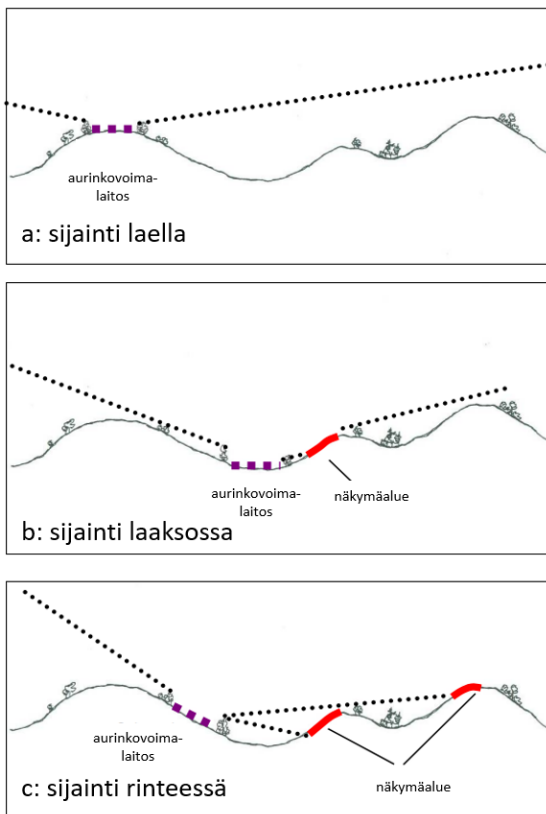 aurinkovoima-
laitos
a: sijainti laella
aurinkovoima-
laitos
näkymäalue
b: sijainti laaksossa
aurinkovoima-
laitos
näkymäalue
c: sijainti rinteessä